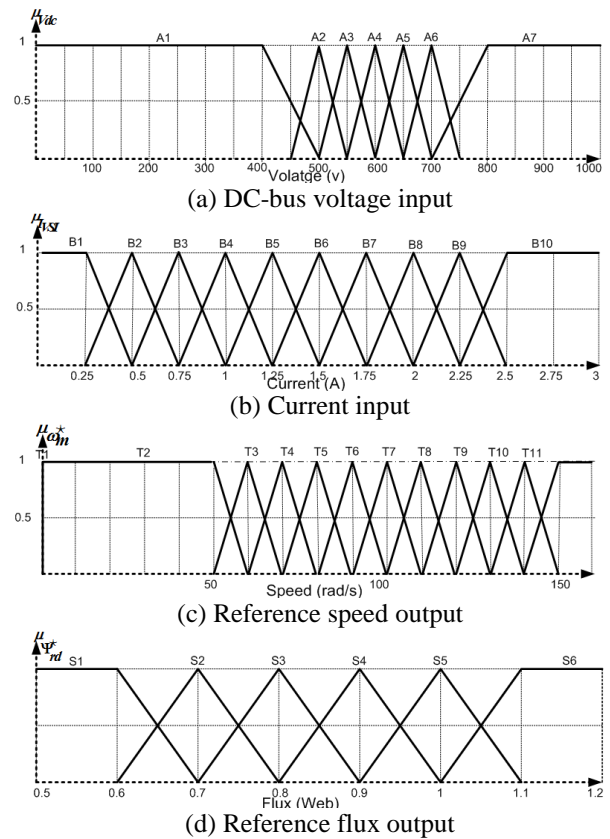 μVdc
A1 A2 A3 A4 A5 A6 A7
1
0.5
100 200 300 400 500 600 700 800 900 1000
Volatge (v)
(a) DC-bus voltage input
μIVSI
B1 B2 B3 B4 B5 B6 B7 B8 B9 B10
1
0.5
0.25 0.5 0.75 1 1.25 1.5 1.75 2 2.25 2.5 2.75 3
Current (A)
(b) Current input
μω*m
T1 T2 T3 T4 T5 T6 T7 T8 T9 T10 T11
1
0.5
50 100 150
Speed (rad/s)
(c) Reference speed output
μ
Ψ*rd
S1 S2 S3 S4 S5 S6
0.5 0.6 0.7 0.8 0.9 1 1.1 1.2
Flux (Web)
(d) Reference flux output